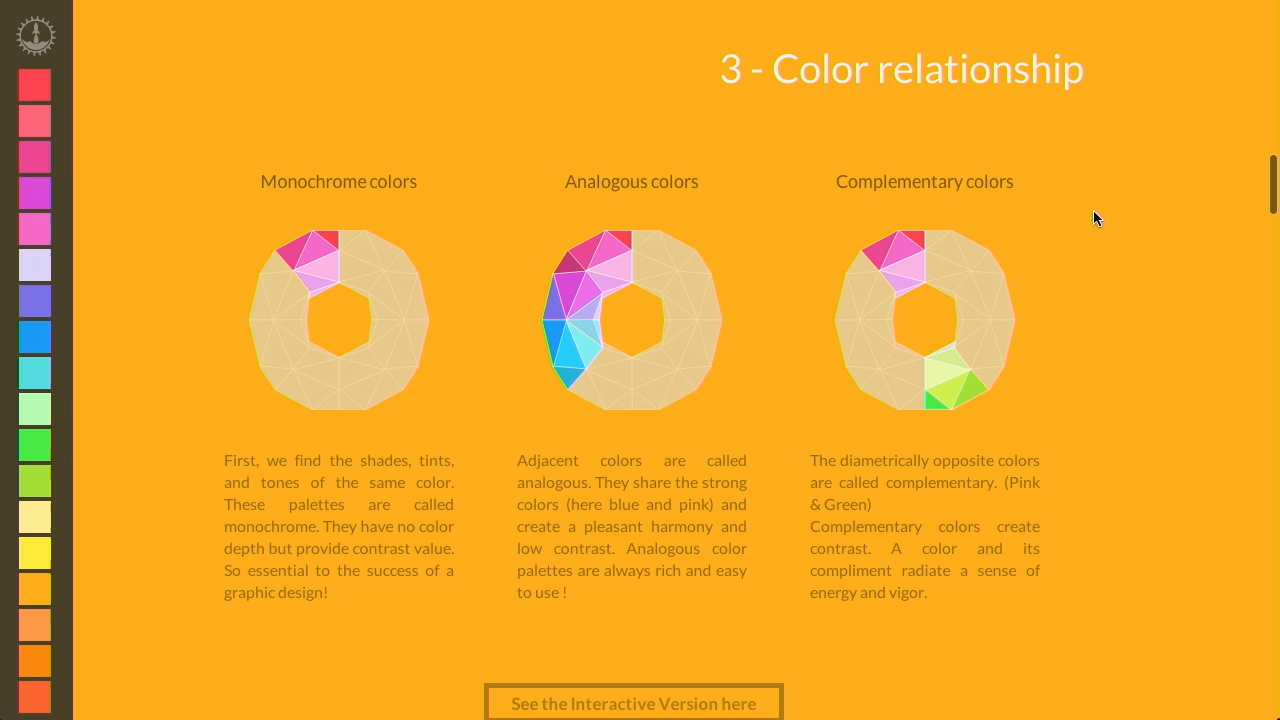 3 - Color relationship
Monochrome colors
Analogous colors
Complementary colors
First, we find the shades, tints,
and tones of the same color.
These palettes are called
monochrome. They have no color
depth but provide contrast value.
So essential to the success of a
graphic design!
Adjacent colors are called
analogous. They share the strong
colors (here blue and pink) and
create a pleasant harmony and
low contrast. Analogous color
palettes are always rich and easy
to use !
The diametrically opposite colors
are called complementary. (Pink
& Green)
Complementary colors create
contrast. A color and its
compliment radiate a sense of
energy and vigor.
See the Interactive Version here